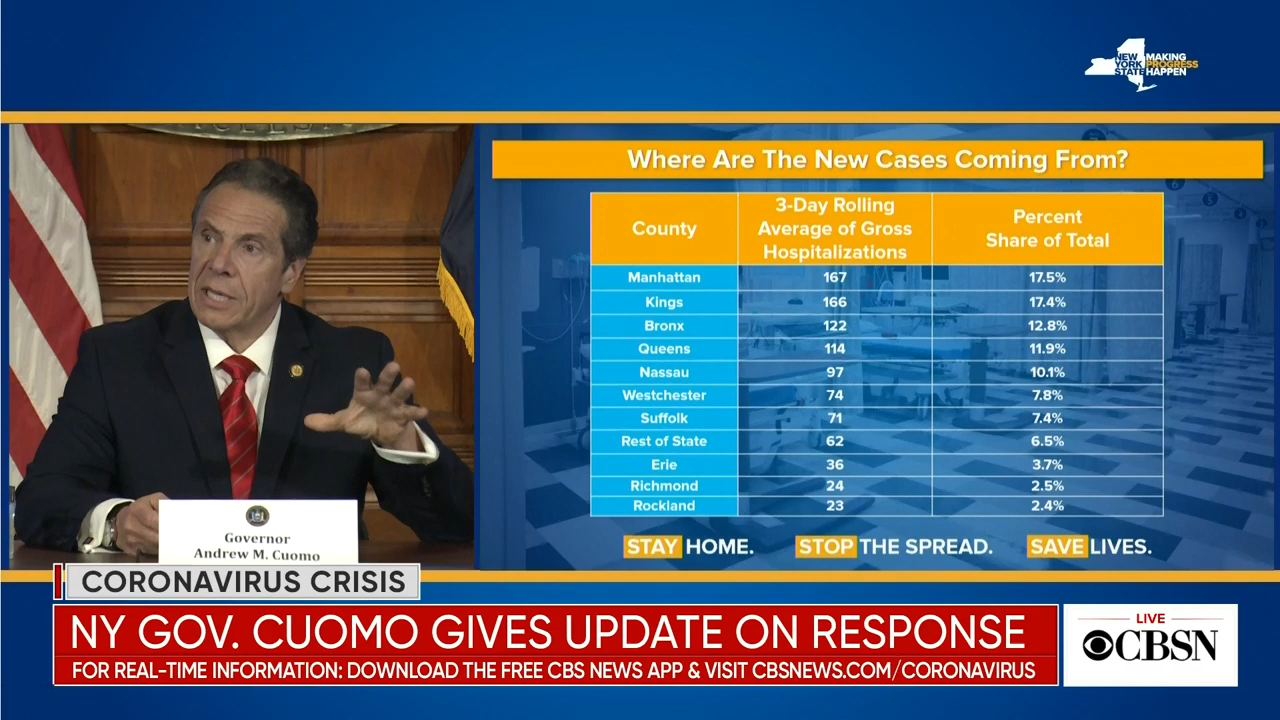 NEW
YORK
STATE
MAKING
PROGRESS
HAPPEN
Where Are The New Cases Coming From?
County
3-Day Rolling
Average of Gross
Hospitalizations
Percent
Share of Total
Manhattan 167 17.5%
Kings 166 17.4%
Bronx 122 12.8%
Queens 114 11.9%
Nassau 97 10.1%
Westchester 74 7.8%
Suffolk 71 7.4%
Rest of State 62 6.5%
Erie 36 3.7%
Richmond 24 2.5%
Rockland 23 2.4%
STAY HOME. STOP THE SPREAD. SAVE LIVES.
Governor
Andrew M. Cuomo
CORONAVIRUS CRISIS
NY GOV. CUOMO GIVES UPDATE ON RESPONSE
FOR REAL-TIME INFORMATION: DOWNLOAD THE FREE CBS NEWS APP & VISIT CBSNEWS.COM/CORONAVIRUS
LIVE
CBSN